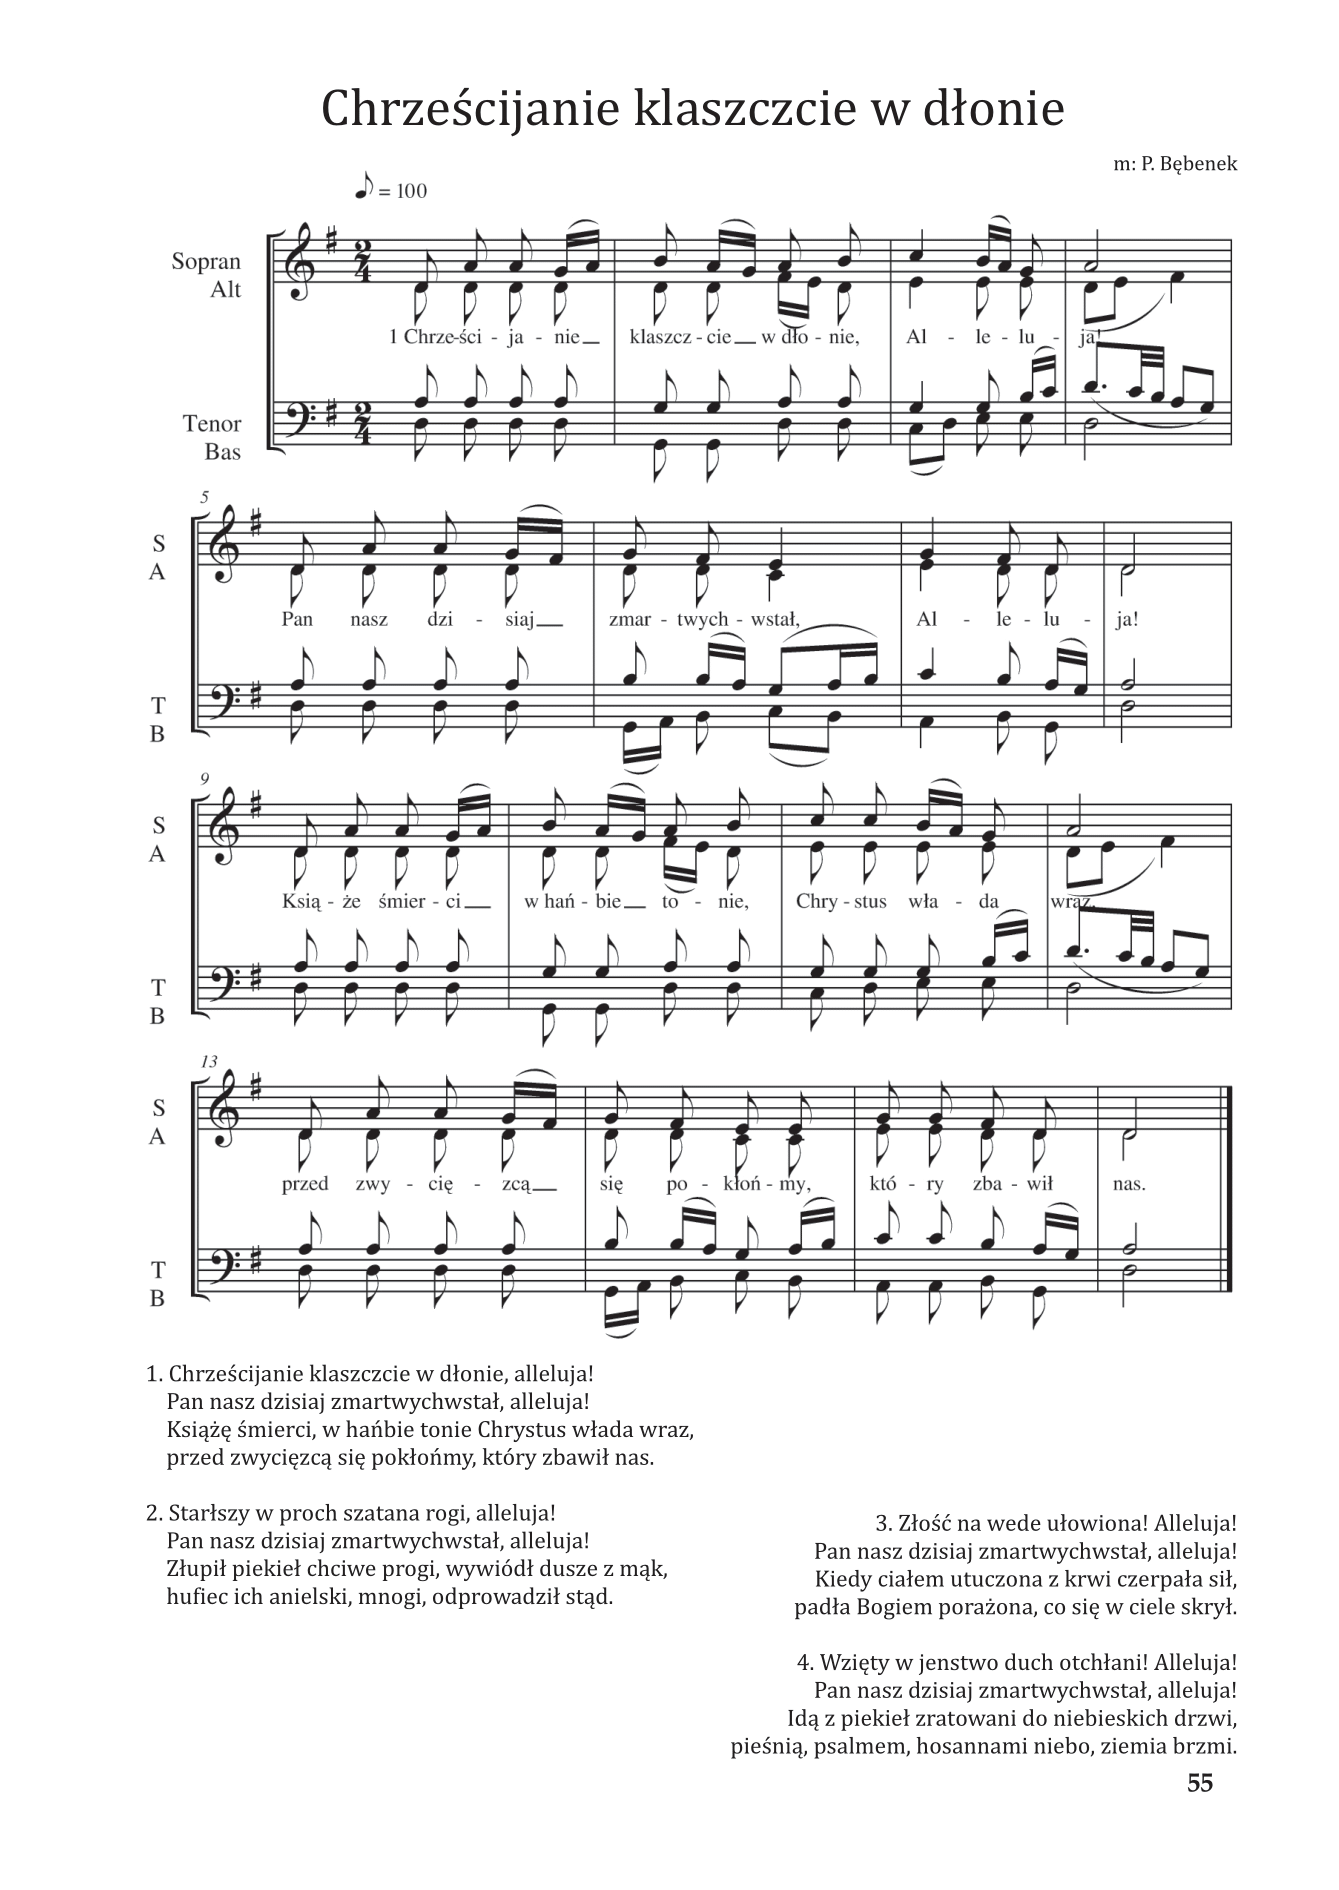 Chrześcijanie klaszczcie w dłonie
m: P. Bębenek
= 100
Sopran
Alt
1 Chrze-ści - ja - nie klaszcz - cie w dło - nie, Al - le - lu - ja!
Tenor
Bas
5
S
A
Pan nasz dzi - siaj zmar - twych - wstał, Al - le - lu - ja!
T
B
9
S
A
Ksią - że śmier - ci w hań - bie to - nie, Chry - stus wła - da wraz.
T
B
13
S
A
przed zwy - cię - zcą się po - kłoń - my, któ - ry zba - wił nas.
T
B
1. Chrześcijanie klaszczcie w dłonie, alleluja!
Pan nasz dzisiaj zmartwychwstał, alleluja!
Książę śmierci, w hańbie tonie Chrystus włada wraz,
przed zwycięzcą się pokłońmy, który zbawił nas.
2. Starłszy w proch szatana rogi, alleluja!
Pan nasz dzisiaj zmartwychwstał, alleluja!
Złupił piekieł chciwe progi, wywiódł dusze z mąk,
hufiec ich anielski, mnogi, odprowadził stąd.
3. Złość na wede ułowiona! Alleluja!
Pan nasz dzisiaj zmartwychwstał, alleluja!
Kiedy ciałem utuczona z krwi czerpała sił,
padła Bogiem porażona, co się w ciele skrył.
4. Wzięty w jenstwo duch otchłani! Alleluja!
Pan nasz dzisiaj zmartwychwstał, alleluja!
Idą z piekieł zratowani do niebieskich drzwi,
pieśnią, psalmem, hosannami niebo, ziemia brzmi.
55